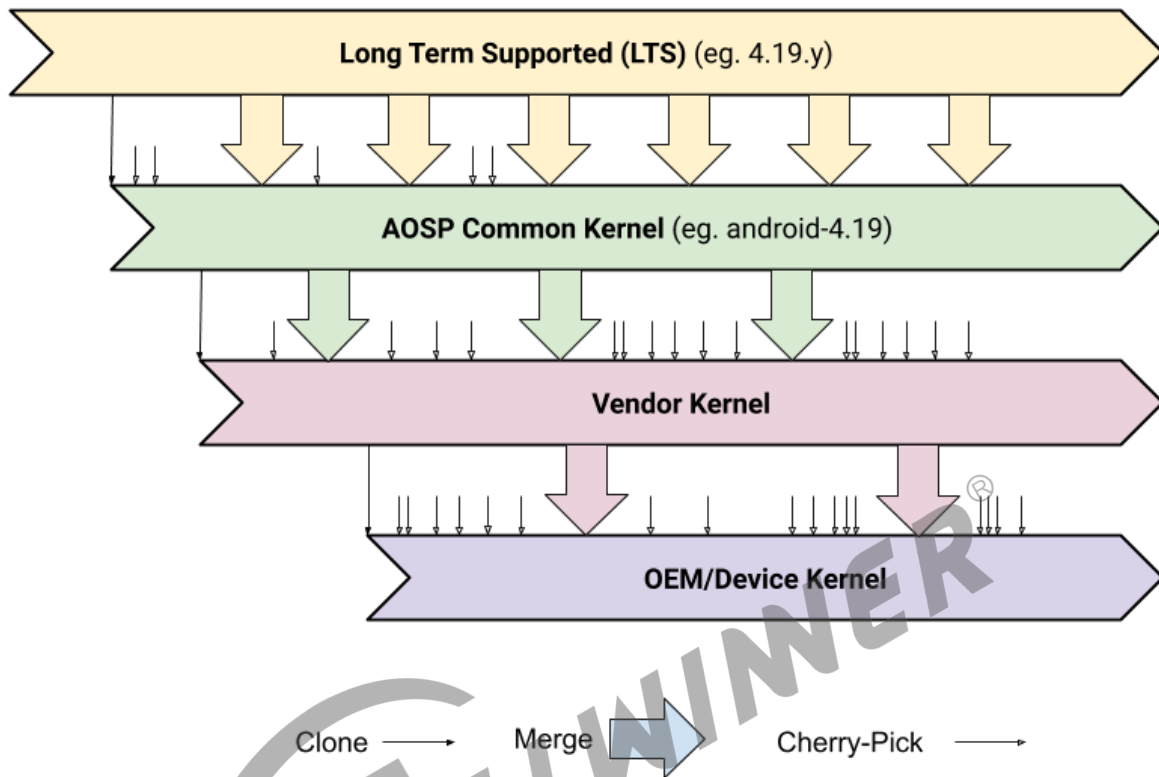 Long Term Supported (LTS) (eg. 4.19.y)
AOSP Common Kernel (eg. android-4.19)
Vendor Kernel
OEM/Device Kernel
®
Clone
Merge
Cherry-Pick